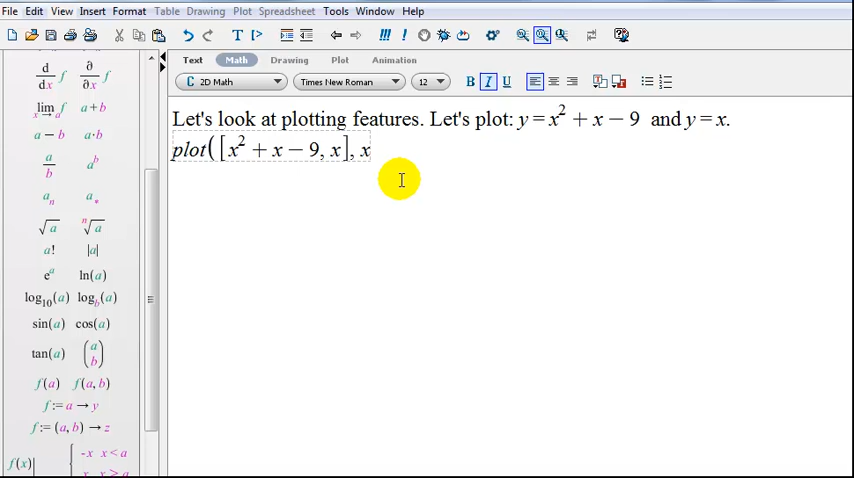 File Edit View Insert Format Table Drawing Plot Spreadsheet Tools Window Help
Text Math Drawing Plot Animation
C 2D Math Times New Roman 12 B I U
Let's look at plotting features. Let's plot: y = x² + x − 9 and y = x.
plot([x² + x − 9, x], x
d/dx f ∂/∂x f
lim x→a f a + b
a − b a·b
a/b a^b
a_n a_*
√a ⁿ√a
a! |a|
e^a ln(a)
log₁₀(a) log_b(a)
sin(a) cos(a)
tan(a) (a b)
f(a) f(a, b)
f := a → y
f := (a, b) → z
f(x)| { -x x < a
x x ≥ a